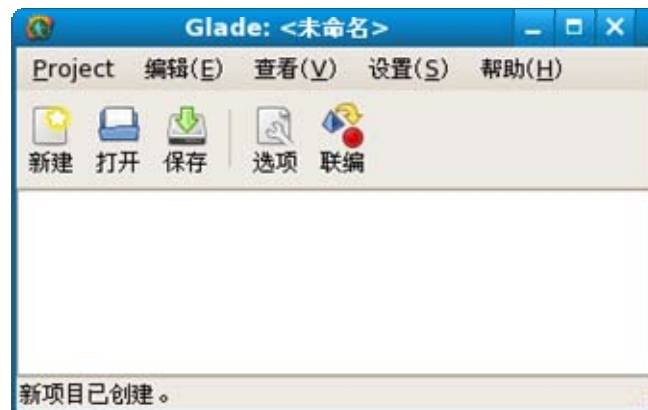 Glade: <未命名>
Project 编辑(E) 查看(V) 设置(S) 帮助(H)
新建 打开 保存 选项 联编
新项目已创建。